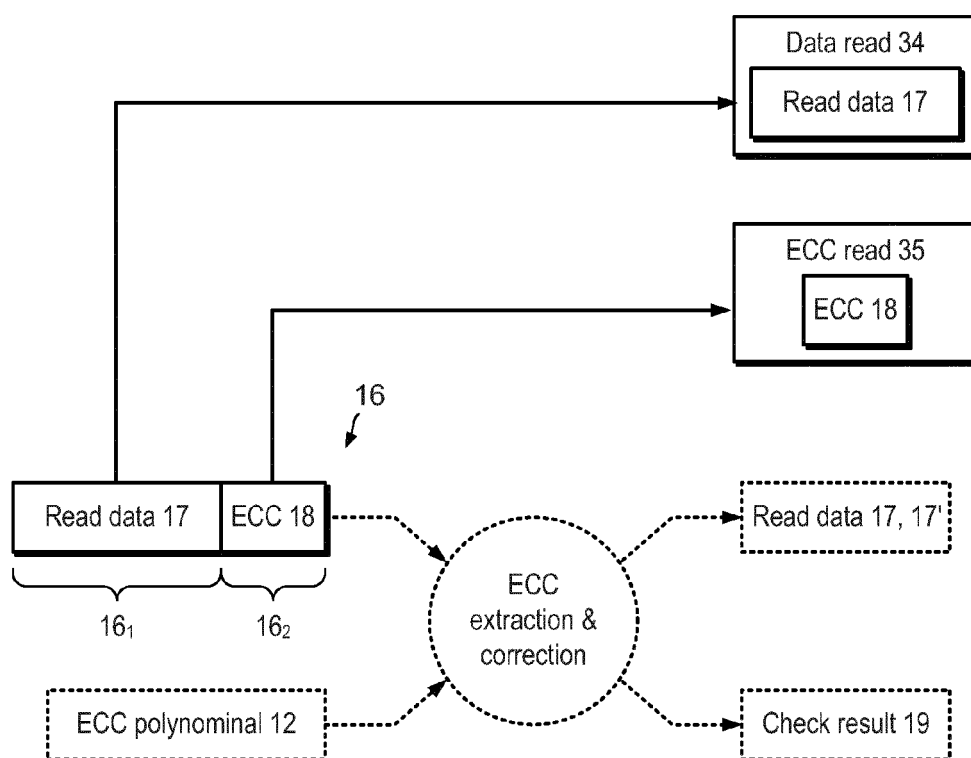 Data read 34
Read data 17
ECC read 35
ECC 18
16
Read data 17
ECC 18
Read data 17, 17'
ECC
extraction &
correction
16₁
16₂
ECC polynominal 12
Check result 19